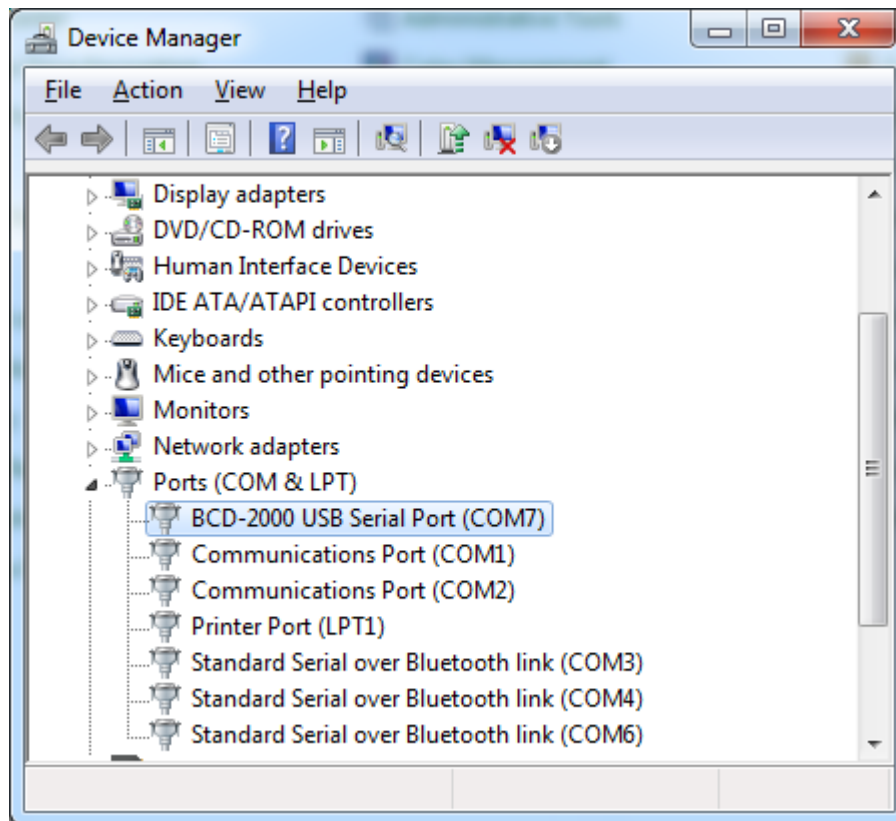 Device Manager
File Action View Help
Display adapters
DVD/CD-ROM drives
Human Interface Devices
IDE ATA/ATAPI controllers
Keyboards
Mice and other pointing devices
Monitors
Network adapters
Ports (COM & LPT)
BCD-2000 USB Serial Port (COM7)
Communications Port (COM1)
Communications Port (COM2)
Printer Port (LPT1)
Standard Serial over Bluetooth link (COM3)
Standard Serial over Bluetooth link (COM4)
Standard Serial over Bluetooth link (COM6)